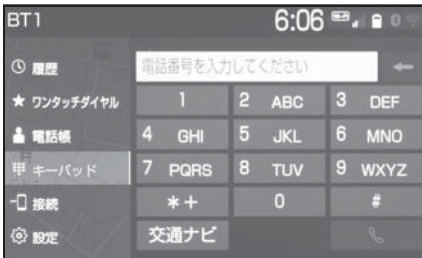 BT1 6:06
履歴 電話番号を入力してください
★ ワンタッチダイヤル 1 2 ABC 3 DEF
電話帳 4 GHI 5 JKL 6 MNO
キーパッド 7 PQRS 8 TUV 9 WXYZ
接続 *+ 0 #
設定 交通ナビ